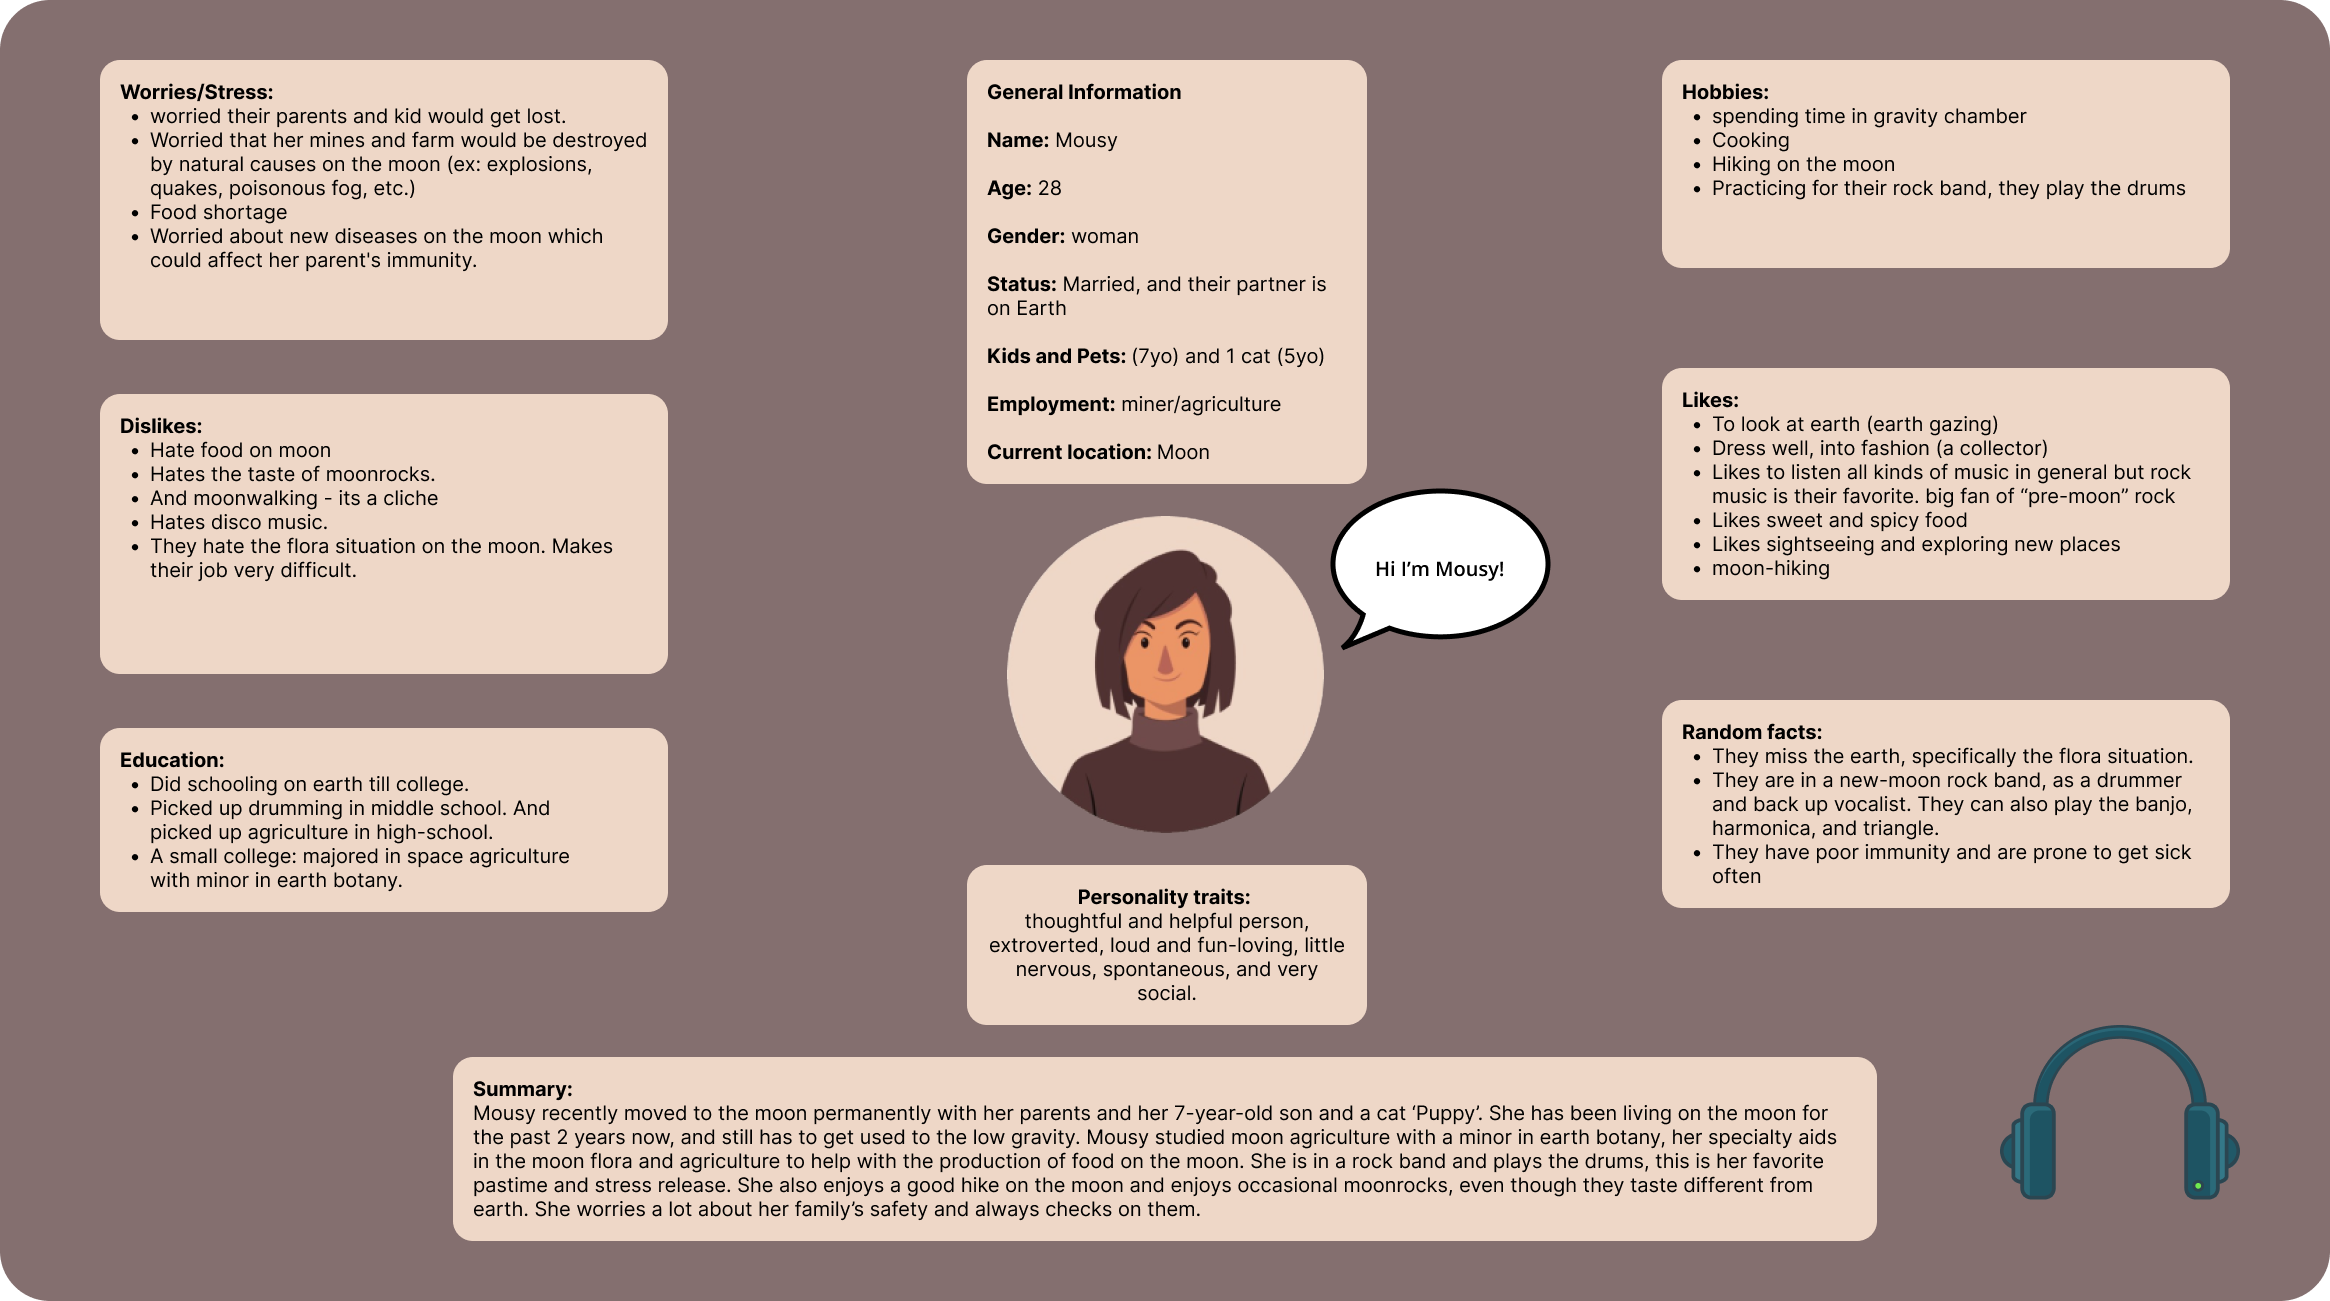 Worries/Stress:
• worried their parents and kid would get lost.
• Worried that her mines and farm would be destroyed
by natural causes on the moon (ex: explosions,
quakes, poisonous fog, etc.)
• Food shortage
• Worried about new diseases on the moon which
could affect her parent's immunity.
Dislikes:
• Hate food on moon
• Hates the taste of moonrocks.
• And moonwalking - its a cliche
• Hates disco music.
• They hate the flora situation on the moon. Makes
their job very difficult.
Education:
• Did schooling on earth till college.
• Picked up drumming in middle school. And
picked up agriculture in high-school.
• A small college: majored in space agriculture
with minor in earth botany.
General Information
Name: Mousy
Age: 28
Gender: woman
Status: Married, and their partner is
on Earth
Kids and Pets: (7yo) and 1 cat (5yo)
Employment: miner/agriculture
Current location: Moon
Hi I’m Mousy!
Personality traits:
thoughtful and helpful person,
extroverted, loud and fun-loving, little
nervous, spontaneous, and very
social.
Hobbies:
• spending time in gravity chamber
• Cooking
• Hiking on the moon
• Practicing for their rock band, they play the drums
Likes:
• To look at earth (earth gazing)
• Dress well, into fashion (a collector)
• Likes to listen all kinds of music in general but rock
music is their favorite. big fan of “pre-moon” rock
• Likes sweet and spicy food
• Likes sightseeing and exploring new places
• moon-hiking
Random facts:
• They miss the earth, specifically the flora situation.
• They are in a new-moon rock band, as a drummer
and back up vocalist. They can also play the banjo,
harmonica, and triangle.
• They have poor immunity and are prone to get sick
often
Summary:
Mousy recently moved to the moon permanently with her parents and her 7-year-old son and a cat ‘Puppy’. She has been living on the moon for
the past 2 years now, and still has to get used to the low gravity. Mousy studied moon agriculture with a minor in earth botany, her specialty aids
in the moon flora and agriculture to help with the production of food on the moon. She is in a rock band and plays the drums, this is her favorite
pastime and stress release. She also enjoys a good hike on the moon and enjoys occasional moonrocks, even though they taste different from
earth. She worries a lot about her family’s safety and always checks on them.